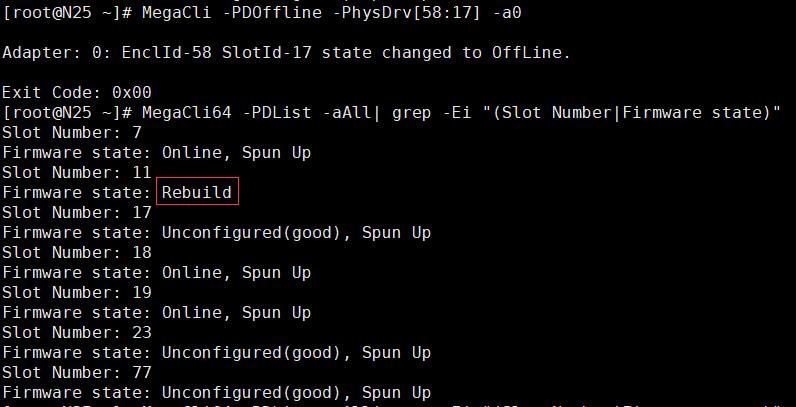 [root@N25 ~]# MegaCli -PDOffline -PhysDrv[58:17] -a0
Adapter: 0: EnclId-58 SlotId-17 state changed to OffLine.
Exit Code: 0x00
[root@N25 ~]# MegaCli64 -PDList -aAll| grep -Ei "(Slot Number|Firmware state)"
Slot Number: 7
Firmware state: Online, Spun Up
Slot Number: 11
Firmware state: Rebuild
Slot Number: 17
Firmware state: Unconfigured(good), Spun Up
Slot Number: 18
Firmware state: Online, Spun Up
Slot Number: 19
Firmware state: Online, Spun Up
Slot Number: 23
Firmware state: Unconfigured(good), Spun Up
Slot Number: 77
Firmware state: Unconfigured(good), Spun Up